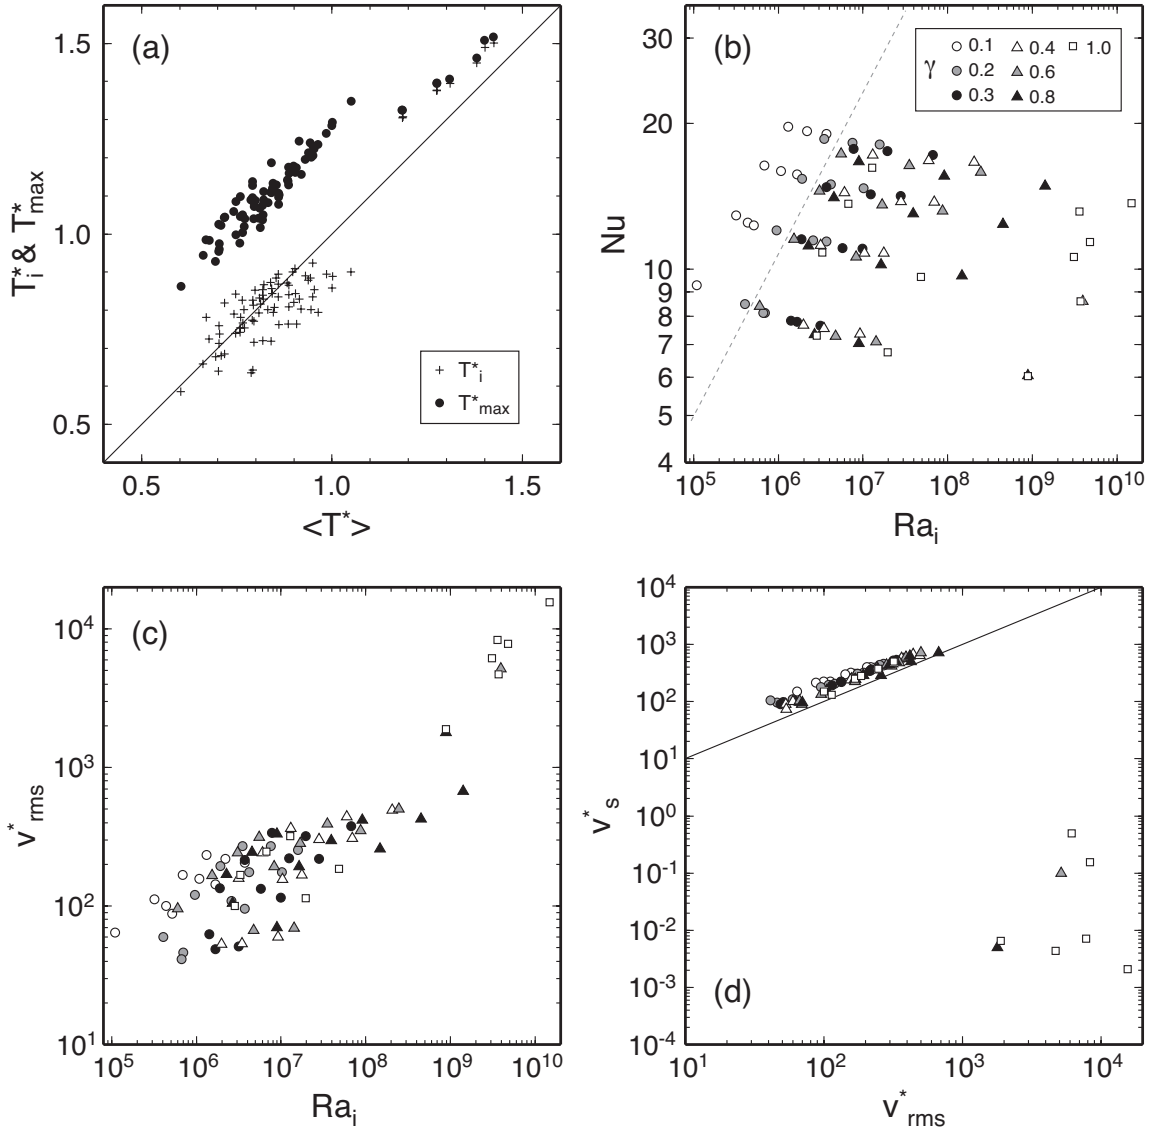 (a)
1.5
1.0
0.5
T*i & T*max
T*i
T*max
0.5 1.0 1.5
<T*>
(b)
30
20
10
9
8
7
6
5
4
Nu
γ
0.1 0.4 1.0
0.2 0.6
0.3 0.8
10^5 10^6 10^7 10^8 10^9 10^10
Ra_i
(c)
10^4
10^3
10^2
10^1
v*rms
10^5 10^6 10^7 10^8 10^9 10^10
Ra_i
(d)
10^4
10^3
10^2
10^1
10^0
10^-1
10^-2
10^-3
10^-4
v*s
10^1 10^2 10^3 10^4
v*rms